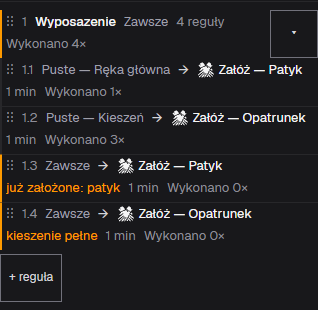 1 Wyposazenie Zawsze 4 reguły
Wykonano 4×
1.1 Puste — Ręka główna → Załóż — Patyk
1 min Wykonano 1×
1.2 Puste — Kieszeń → Załóż — Opatrunek
1 min Wykonano 3×
1.3 Zawsze → Załóż — Patyk
już założone: patyk 1 min Wykonano 0×
1.4 Zawsze → Załóż — Opatrunek
kieszenie pełne 1 min Wykonano 0×
+ reguła